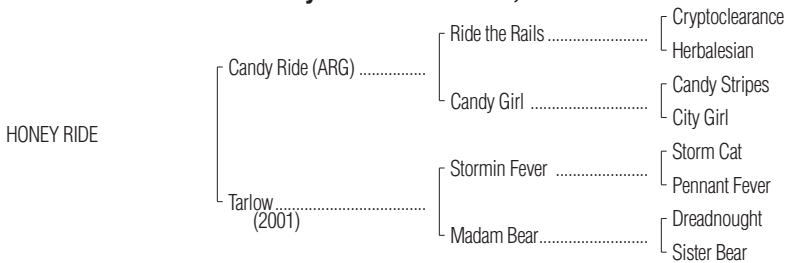 Cryptoclearance
Ride the Rails ..........................
Herbalesian
Candy Ride (ARG) ................
Candy Stripes
Candy Girl ..............................
City Girl
HONEY RIDE
Storm Cat
Stormin Fever .......................
Pennant Fever
Tarlow...................................
(2001)
Dreadnought
Madam Bear...........................
Sister Bear